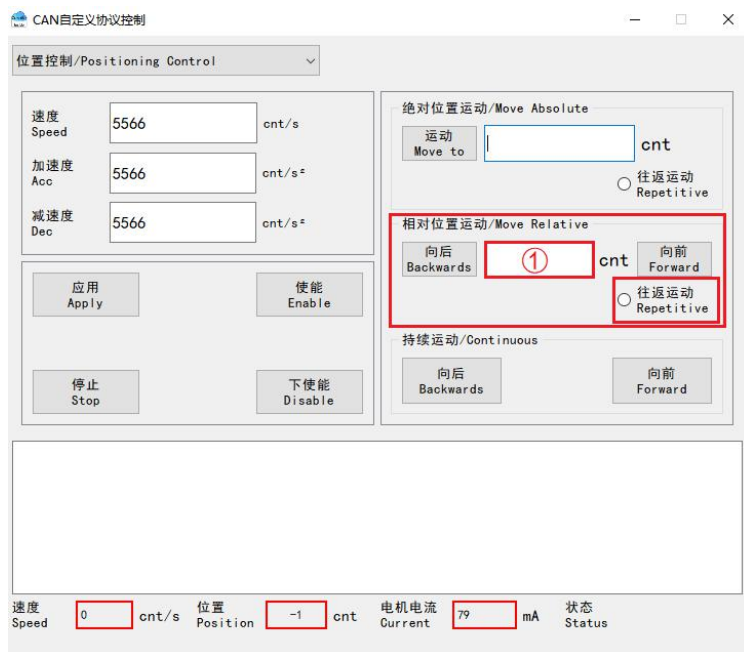 CAN自定义协议控制
位置控制/Positioning Control
速度
Speed
5566
cnt/s
加速度
Acc
5566
cnt/s²
减速度
Dec
5566
cnt/s²
应用
Apply
使能
Enable
停止
Stop
下使能
Disable
绝对位置运动/Move Absolute
运动
Move to
cnt
往返运动
Repetitive
相对位置运动/Move Relative
向后
Backwards
①
cnt
向前
Forward
往返运动
Repetitive
持续运动/Continuous
向后
Backwards
向前
Forward
速度
Speed
0
cnt/s
位置
Position
-1
cnt
电机电流
Current
79
mA
状态
Status